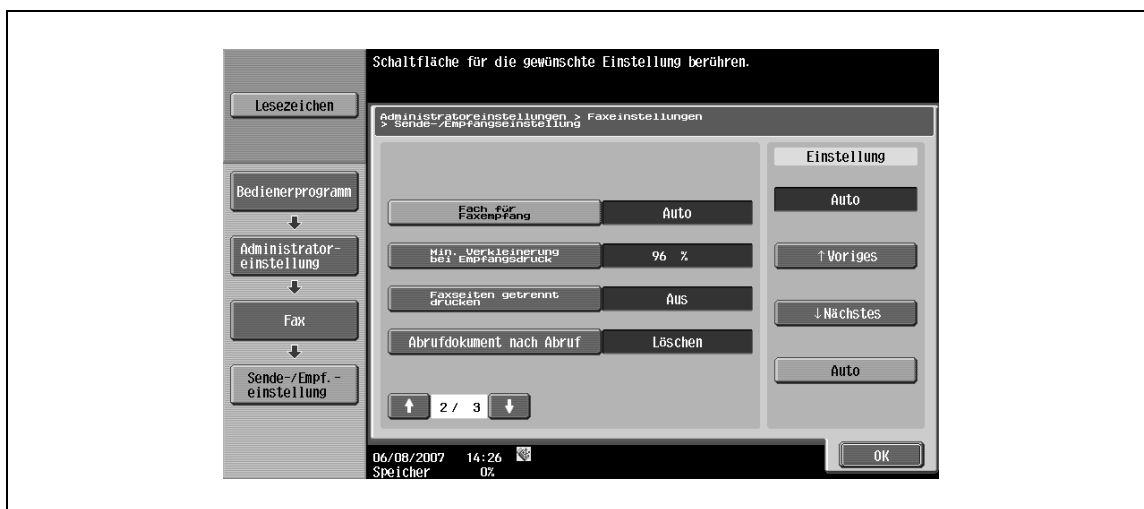 Schaltfläche für die gewünschte Einstellung berühren.
Lesezeichen
Administratoreinstellungen > Faxeinstellungen
> Sende-/Empfangseinstellung
Bedienerprogramm
Administrator-
einstellung
Fax
Sende-/Empf.-
einstellung
Fach für
Faxempfang
Auto
Min. Verkleinerung
bei Empfangsdruck
96 %
Faxseiten getrennt
drucken
Aus
Abrufdokument nach Abruf
Löschen
↑ 2/ 3 ↓
Einstellung
Auto
↑Voriges
↓Nächstes
Auto
06/08/2007 14:26
Speicher 0%
OK